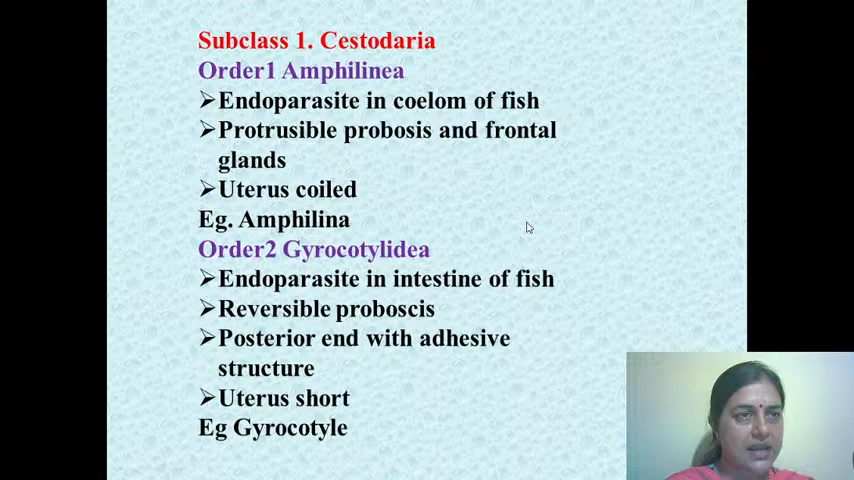 Subclass 1. Cestodaria
Order1 Amphilinea
➢Endoparasite in coelom of fish
➢Protrusible probosis and frontal
glands
➢Uterus coiled
Eg. Amphilina
Order2 Gyrocotylidea
➢Endoparasite in intestine of fish
➢Reversible proboscis
➢Posterior end with adhesive
structure
➢Uterus short
Eg Gyrocotyle